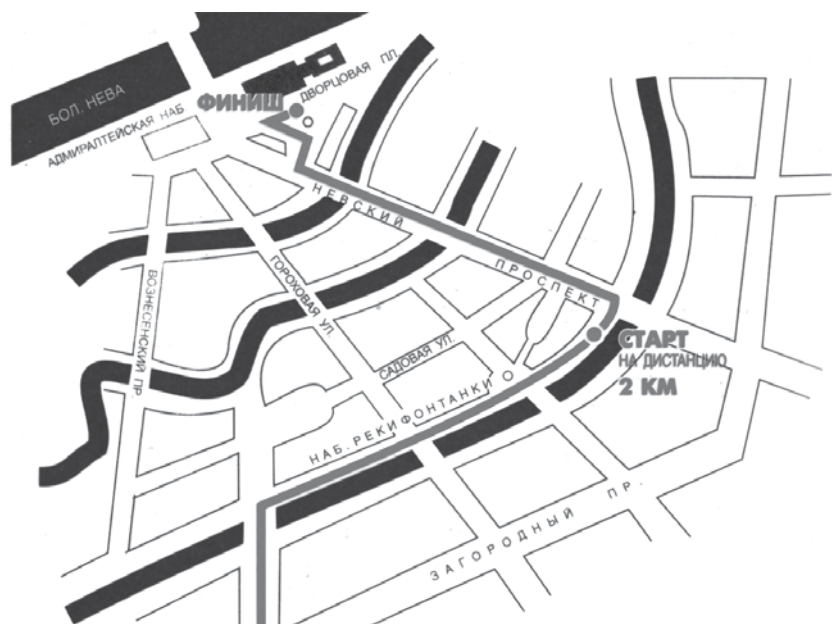 БОЛ. НЕВА
АДМИРАЛТЕЙСКАЯ НАБ
ФИНИШ
ДВОРЦОВАЯ ПЛ.
НЕВСКИЙ
ПРОСПЕКТ
ВОЗНЕСЕНСКИЙ ПР.
ГОРОХОВАЯ УЛ.
САДОВАЯ УЛ.
СТАРТ
НА ДИСТАНЦИЮ
2 КМ
НАБ. РЕКИ ФОНТАНКИ
ЗАГОРОДНЫЙ ПР.